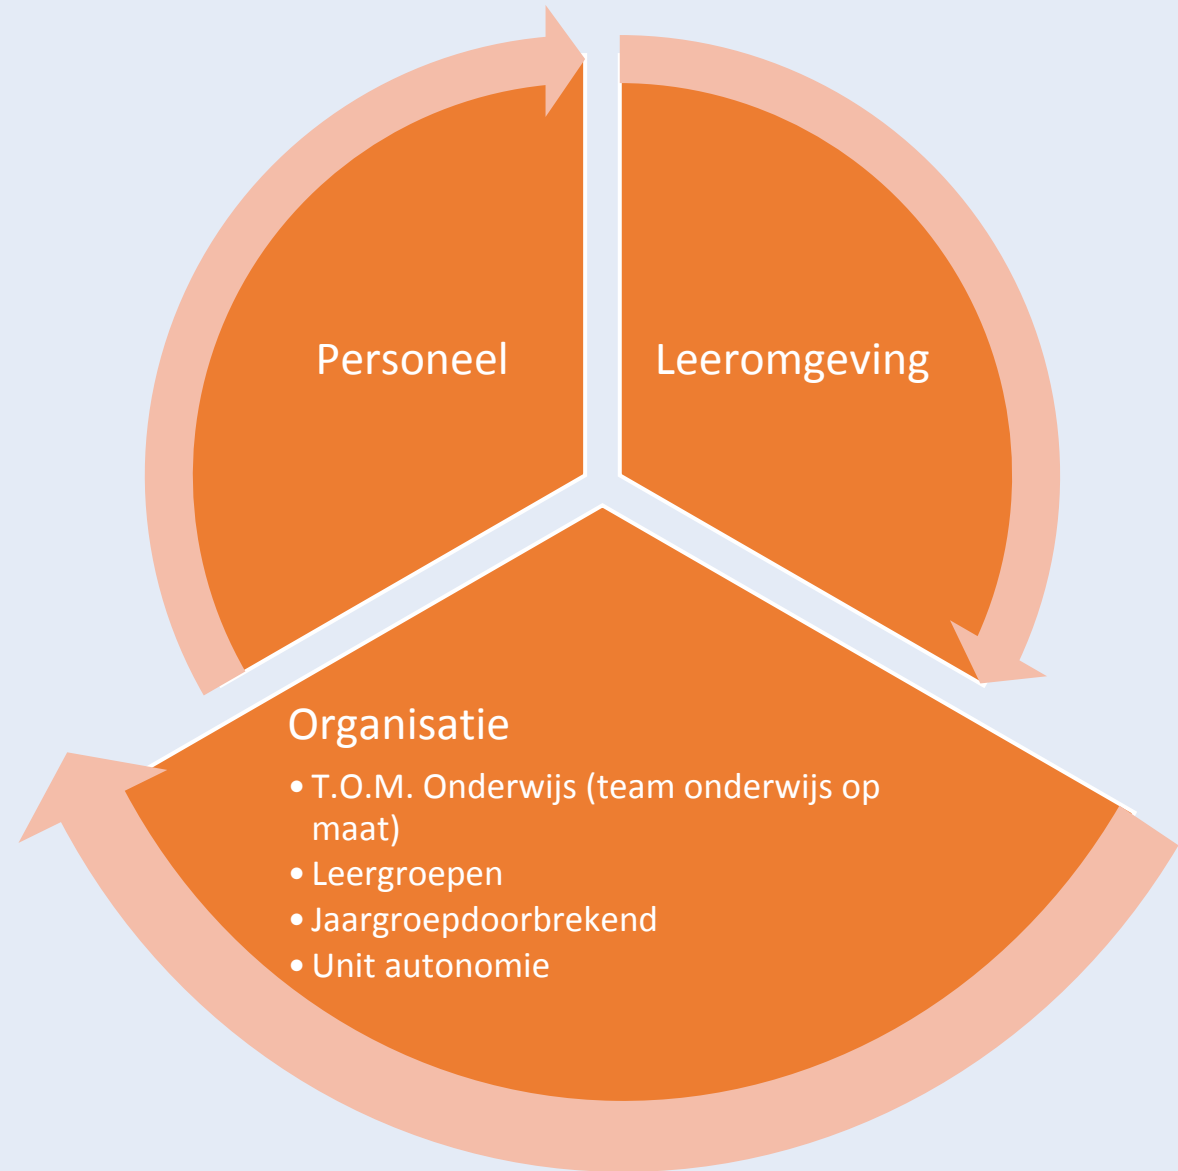 Personeel
Leeromgeving
Organisatie
• T.O.M. Onderwijs (team onderwijs op
maat)
• Leergroepen
• Jaargroepdoorbrekend
• Unit autonomie